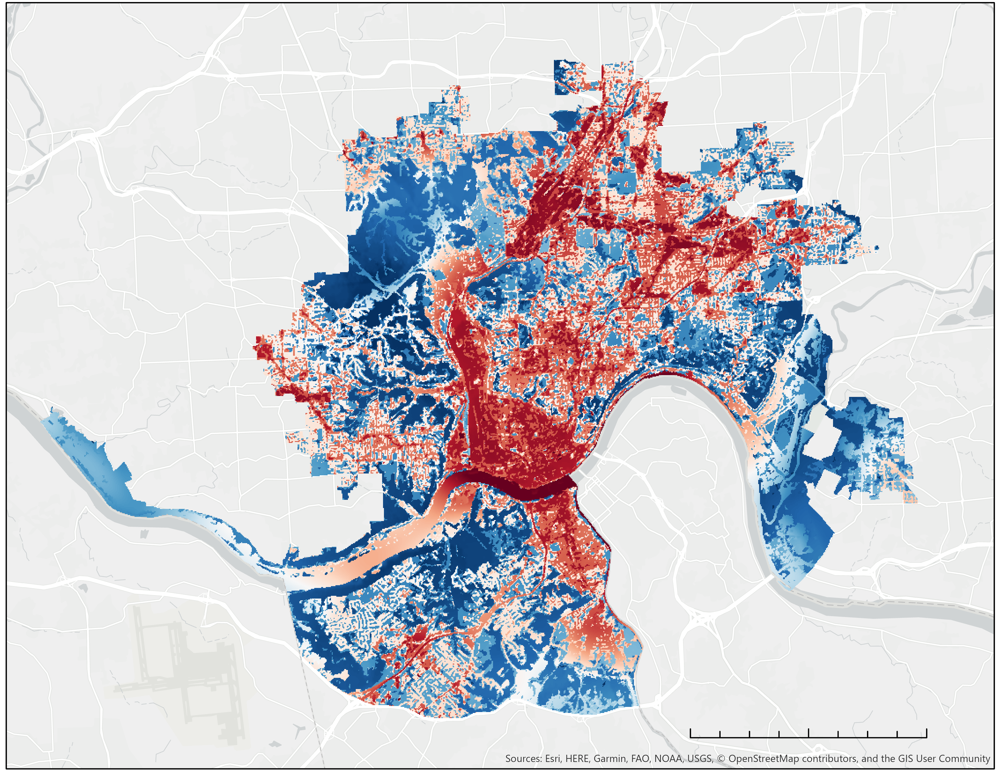 Sources: Esri, HERE, Garmin, FAO, NOAA, USGS, © OpenStreetMap contributors, and the GIS User Community